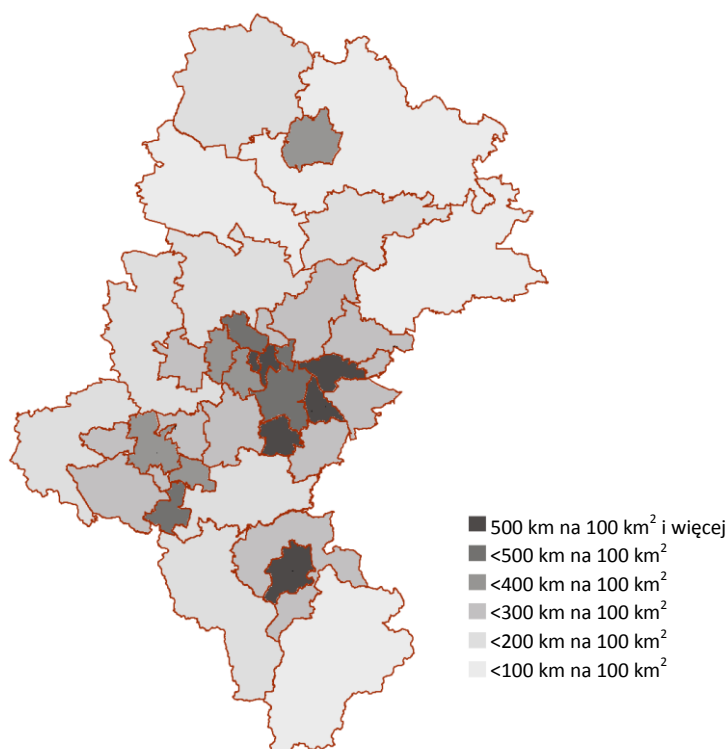 500 km na 100 km² i więcej
<500 km na 100 km²
<400 km na 100 km²
<300 km na 100 km²
<200 km na 100 km²
<100 km na 100 km²